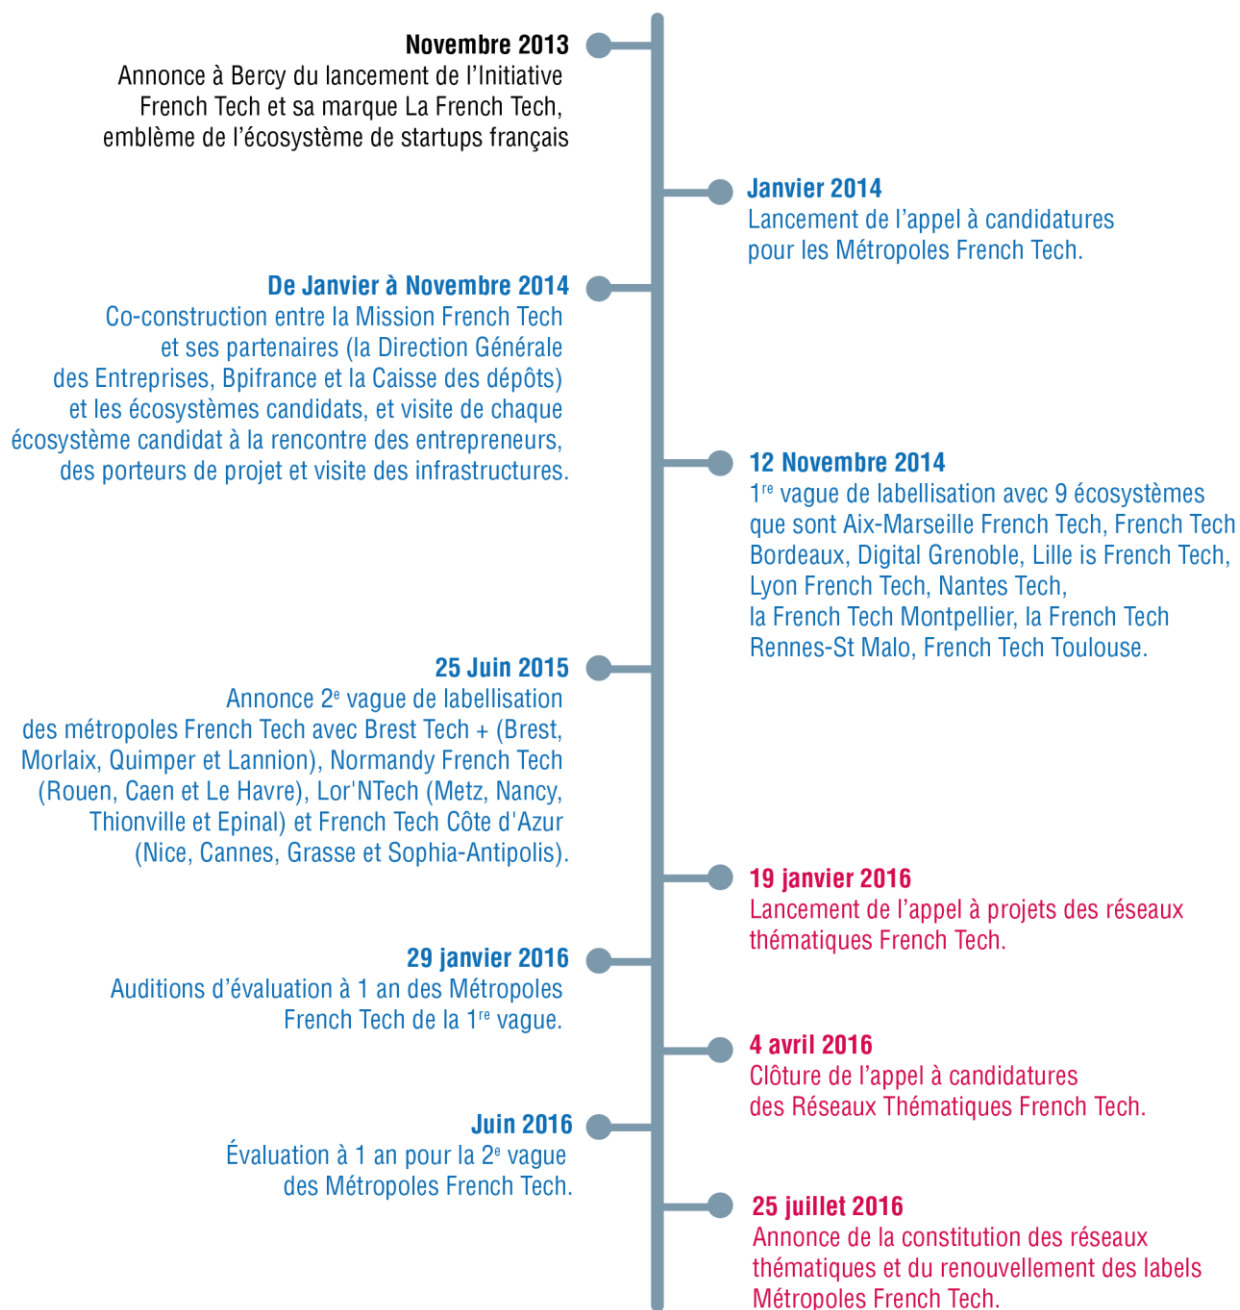 Novembre 2013
Annonce à Bercy du lancement de l’Initiative
French Tech et sa marque La French Tech,
emblème de l’écosystème de startups français
Janvier 2014
Lancement de l’appel à candidatures
pour les Métropoles French Tech.
De Janvier à Novembre 2014
Co-construction entre la Mission French Tech
et ses partenaires (la Direction Générale
des Entreprises, Bpifrance et la Caisse des dépôts)
et les écosystèmes candidats, et visite de chaque
écosystème candidat à la rencontre des entrepreneurs,
des porteurs de projet et visite des infrastructures.
12 Novembre 2014
1re vague de labellisation avec 9 écosystèmes
que sont Aix-Marseille French Tech, French Tech
Bordeaux, Digital Grenoble, Lille is French Tech,
Lyon French Tech, Nantes Tech,
la French Tech Montpellier, la French Tech
Rennes-St Malo, French Tech Toulouse.
25 Juin 2015
Annonce 2e vague de labellisation
des métropoles French Tech avec Brest Tech + (Brest,
Morlaix, Quimper et Lannion), Normandy French Tech
(Rouen, Caen et Le Havre), Lor'NTech (Metz, Nancy,
Thionville et Epinal) et French Tech Côte d'Azur
(Nice, Cannes, Grasse et Sophia-Antipolis).
19 janvier 2016
Lancement de l’appel à projets des réseaux
thématiques French Tech.
29 janvier 2016
Auditions d’évaluation à 1 an des Métropoles
French Tech de la 1re vague.
4 avril 2016
Clôture de l’appel à candidatures
des Réseaux Thématiques French Tech.
Juin 2016
Évaluation à 1 an pour la 2e vague
des Métropoles French Tech.
25 juillet 2016
Annonce de la constitution des réseaux
thématiques et du renouvellement des labels
Métropoles French Tech.